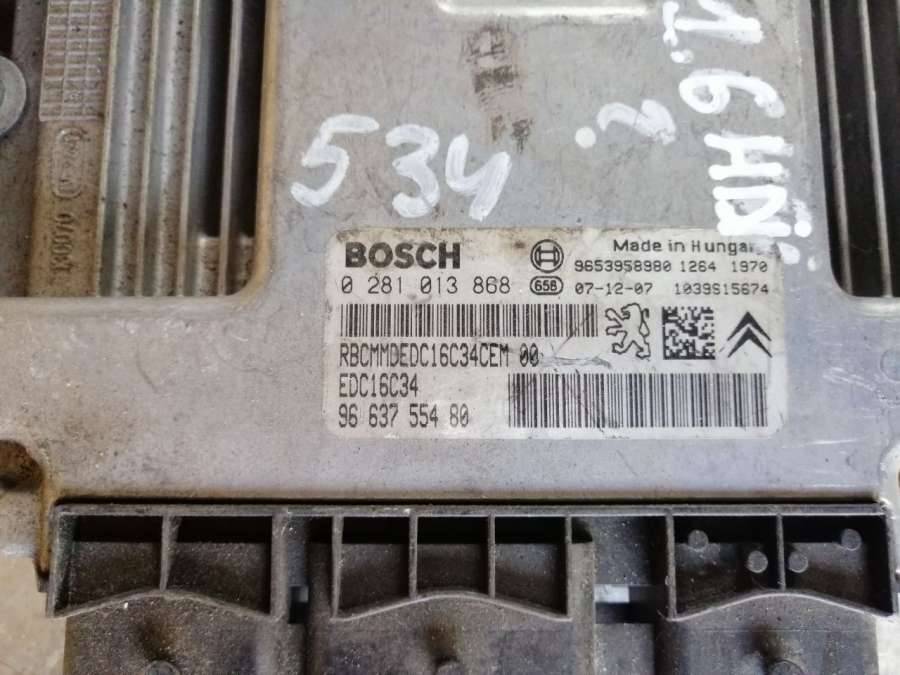 1.6 HDi
534
BOSCH
Made in Hungary
9653958980 1264 1970
0 281 013 868
658
07-12-07
1039S15674
RBCMMDEDC16C34CEM 00
EDC16C34
96 637 554 80